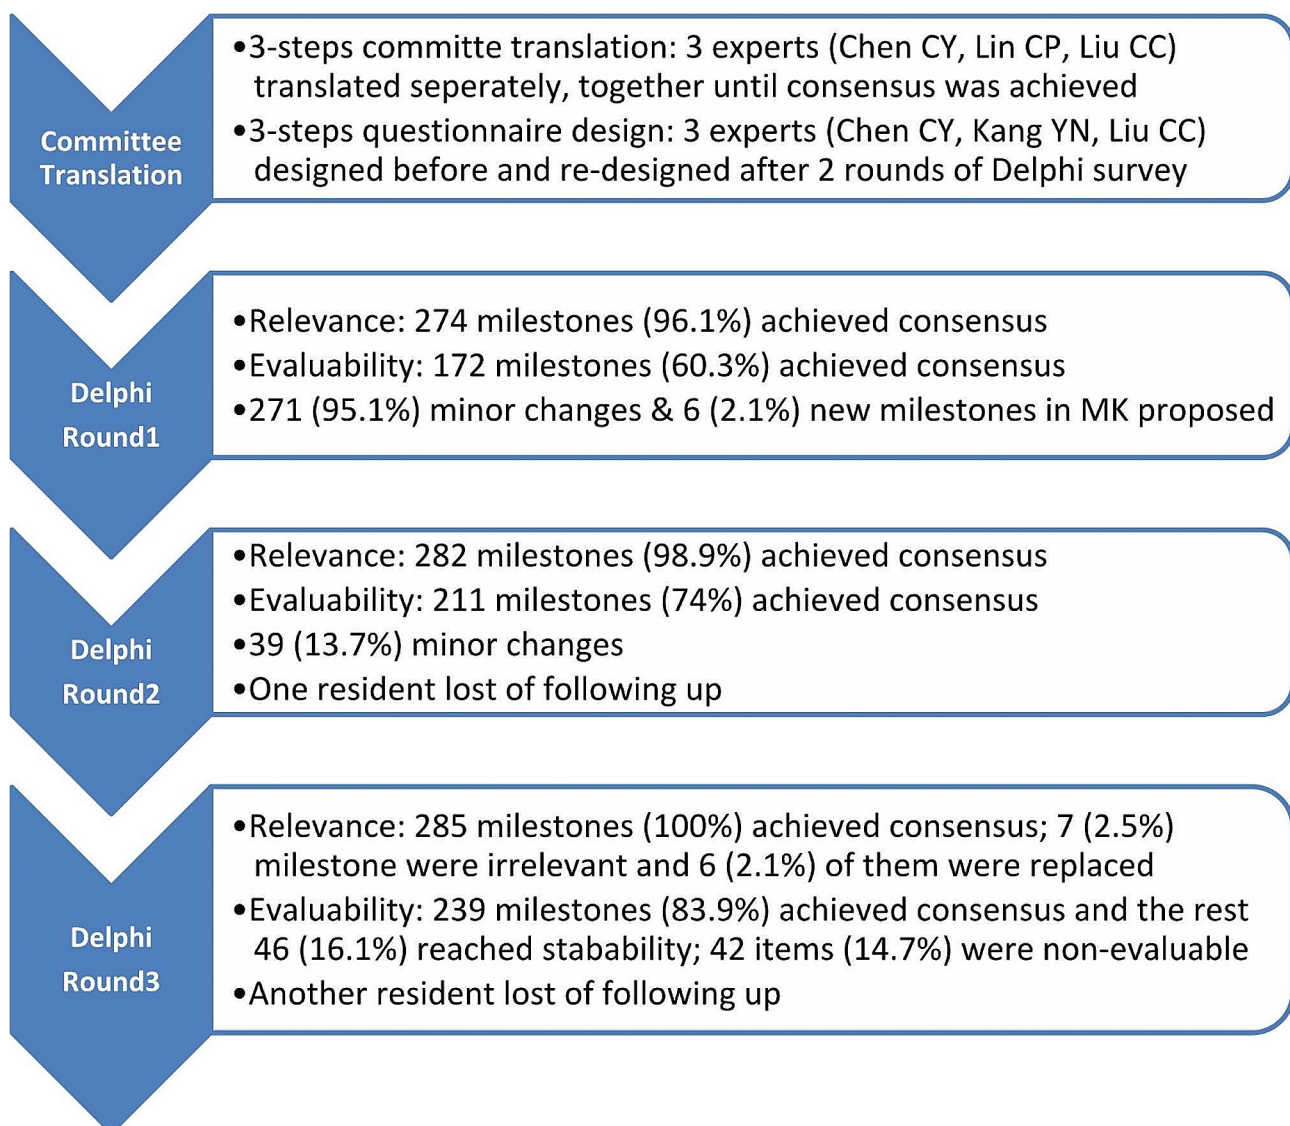 Committee
Translation
•3-steps committe translation: 3 experts (Chen CY, Lin CP, Liu CC)
translated seperately, together until consensus was achieved
•3-steps questionnaire design: 3 experts (Chen CY, Kang YN, Liu CC)
designed before and re-designed after 2 rounds of Delphi survey
Delphi
Round1
•Relevance: 274 milestones (96.1%) achieved consensus
•Evaluability: 172 milestones (60.3%) achieved consensus
•271 (95.1%) minor changes & 6 (2.1%) new milestones in MK proposed
Delphi
Round2
•Relevance: 282 milestones (98.9%) achieved consensus
•Evaluability: 211 milestones (74%) achieved consensus
•39 (13.7%) minor changes
•One resident lost of following up
Delphi
Round3
•Relevance: 285 milestones (100%) achieved consensus; 7 (2.5%)
milestone were irrelevant and 6 (2.1%) of them were replaced
•Evaluability: 239 milestones (83.9%) achieved consensus and the rest
46 (16.1%) reached stabability; 42 items (14.7%) were non-evaluable
•Another resident lost of following up